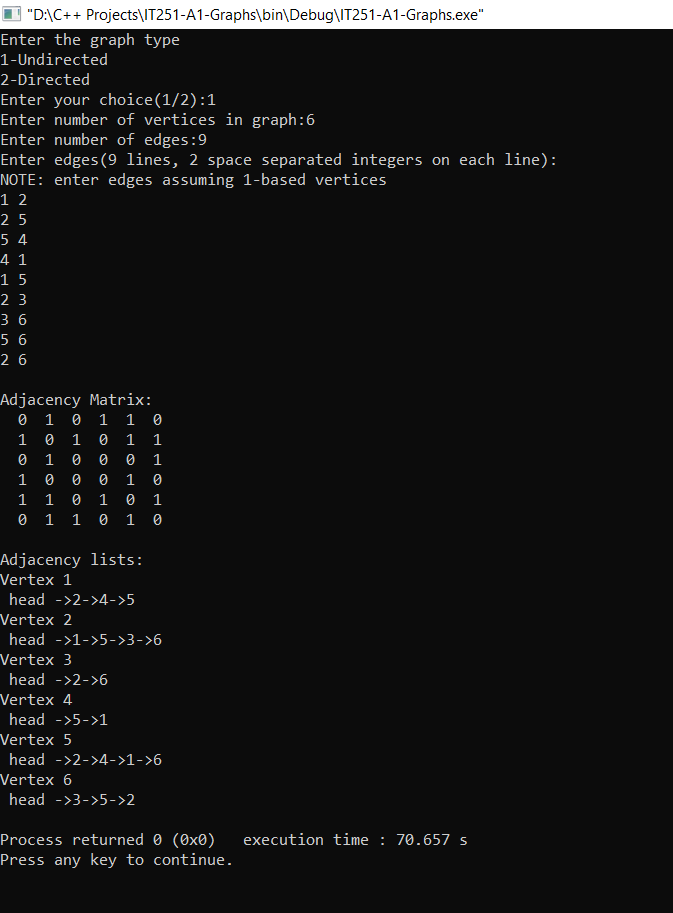 "D:\C++ Projects\IT251-A1-Graphs\bin\Debug\IT251-A1-Graphs.exe"
Enter the graph type
1-Undirected
2-Directed
Enter your choice(1/2):1
Enter number of vertices in graph:6
Enter number of edges:9
Enter edges(9 lines, 2 space separated integers on each line):
NOTE: enter edges assuming 1-based vertices
1 2
2 5
5 4
4 1
1 5
2 3
3 6
5 6
2 6
Adjacency Matrix:
  0  1  0  1  1  0
  1  0  1  0  1  1
  0  1  0  0  0  1
  1  0  0  0  1  0
  1  1  0  1  0  1
  0  1  1  0  1  0
Adjacency lists:
Vertex 1
 head ->2->4->5
Vertex 2
 head ->1->5->3->6
Vertex 3
 head ->2->6
Vertex 4
 head ->5->1
Vertex 5
 head ->2->4->1->6
Vertex 6
 head ->3->5->2
Process returned 0 (0x0)   execution time : 70.657 s
Press any key to continue.